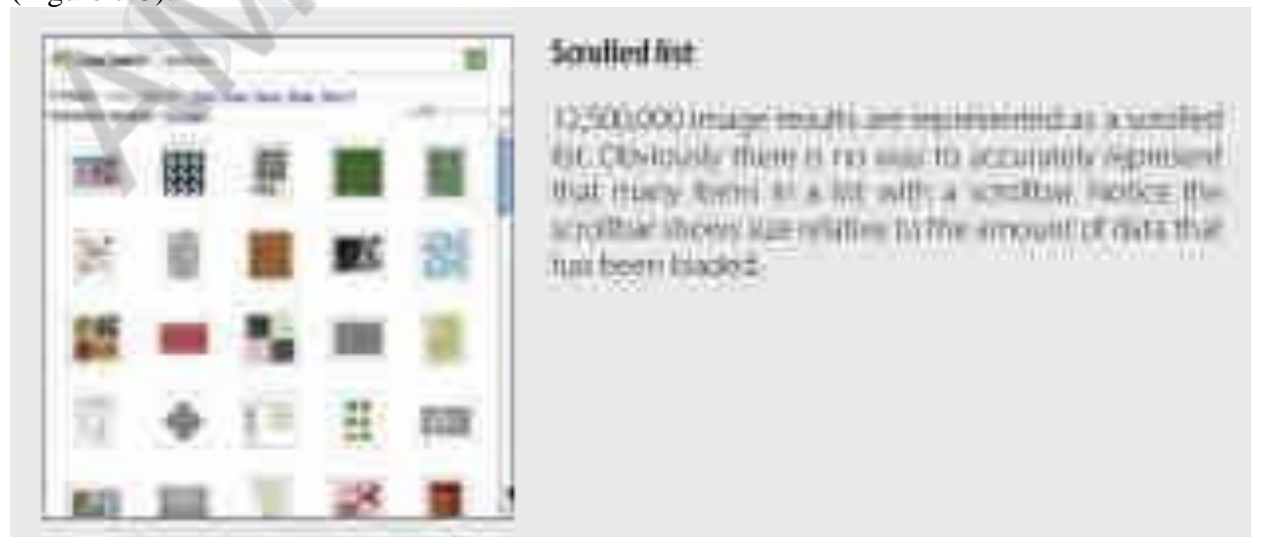 Scrolled list
12,500,000 image results are represented as a scrolled
list. Obviously there is no way to accurately represent
that many items in a list with a scrollbar. Notice the
scrollbar shows size relative to the amount of data that
has been loaded.